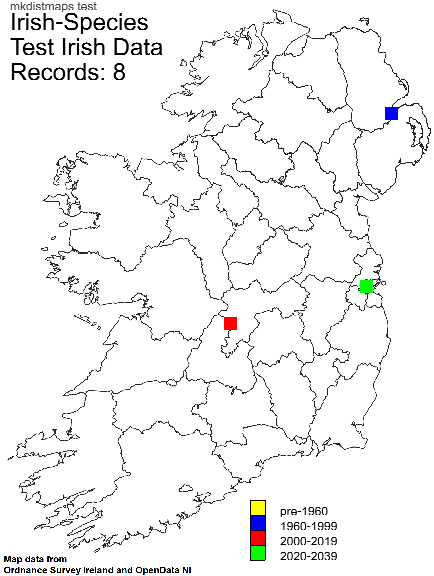 mkdistmaps test
Irish-Species
Test Irish Data
Records: 8
pre-1960
1960-1999
2000-2019
2020-2039
Map data from
Ordnance Survey Ireland and OpenData NI